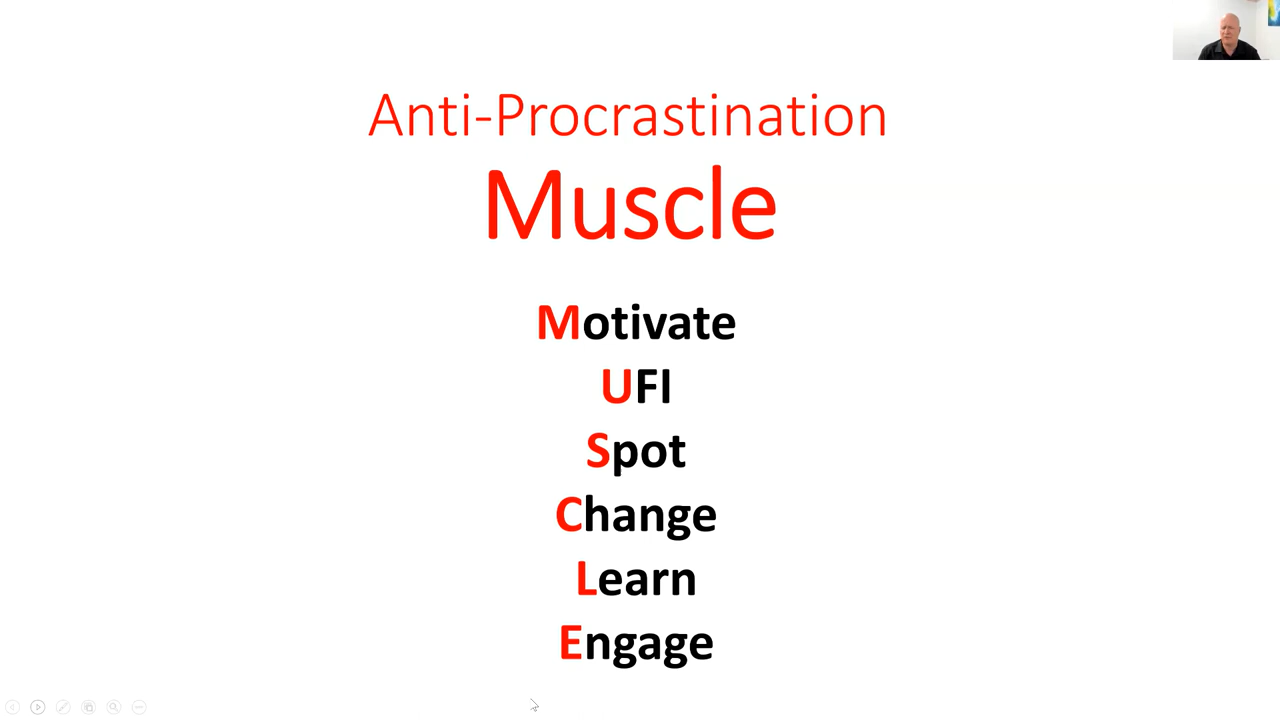 Anti-Procrastination
Muscle
Motivate
UFI
Spot
Change
Learn
Engage